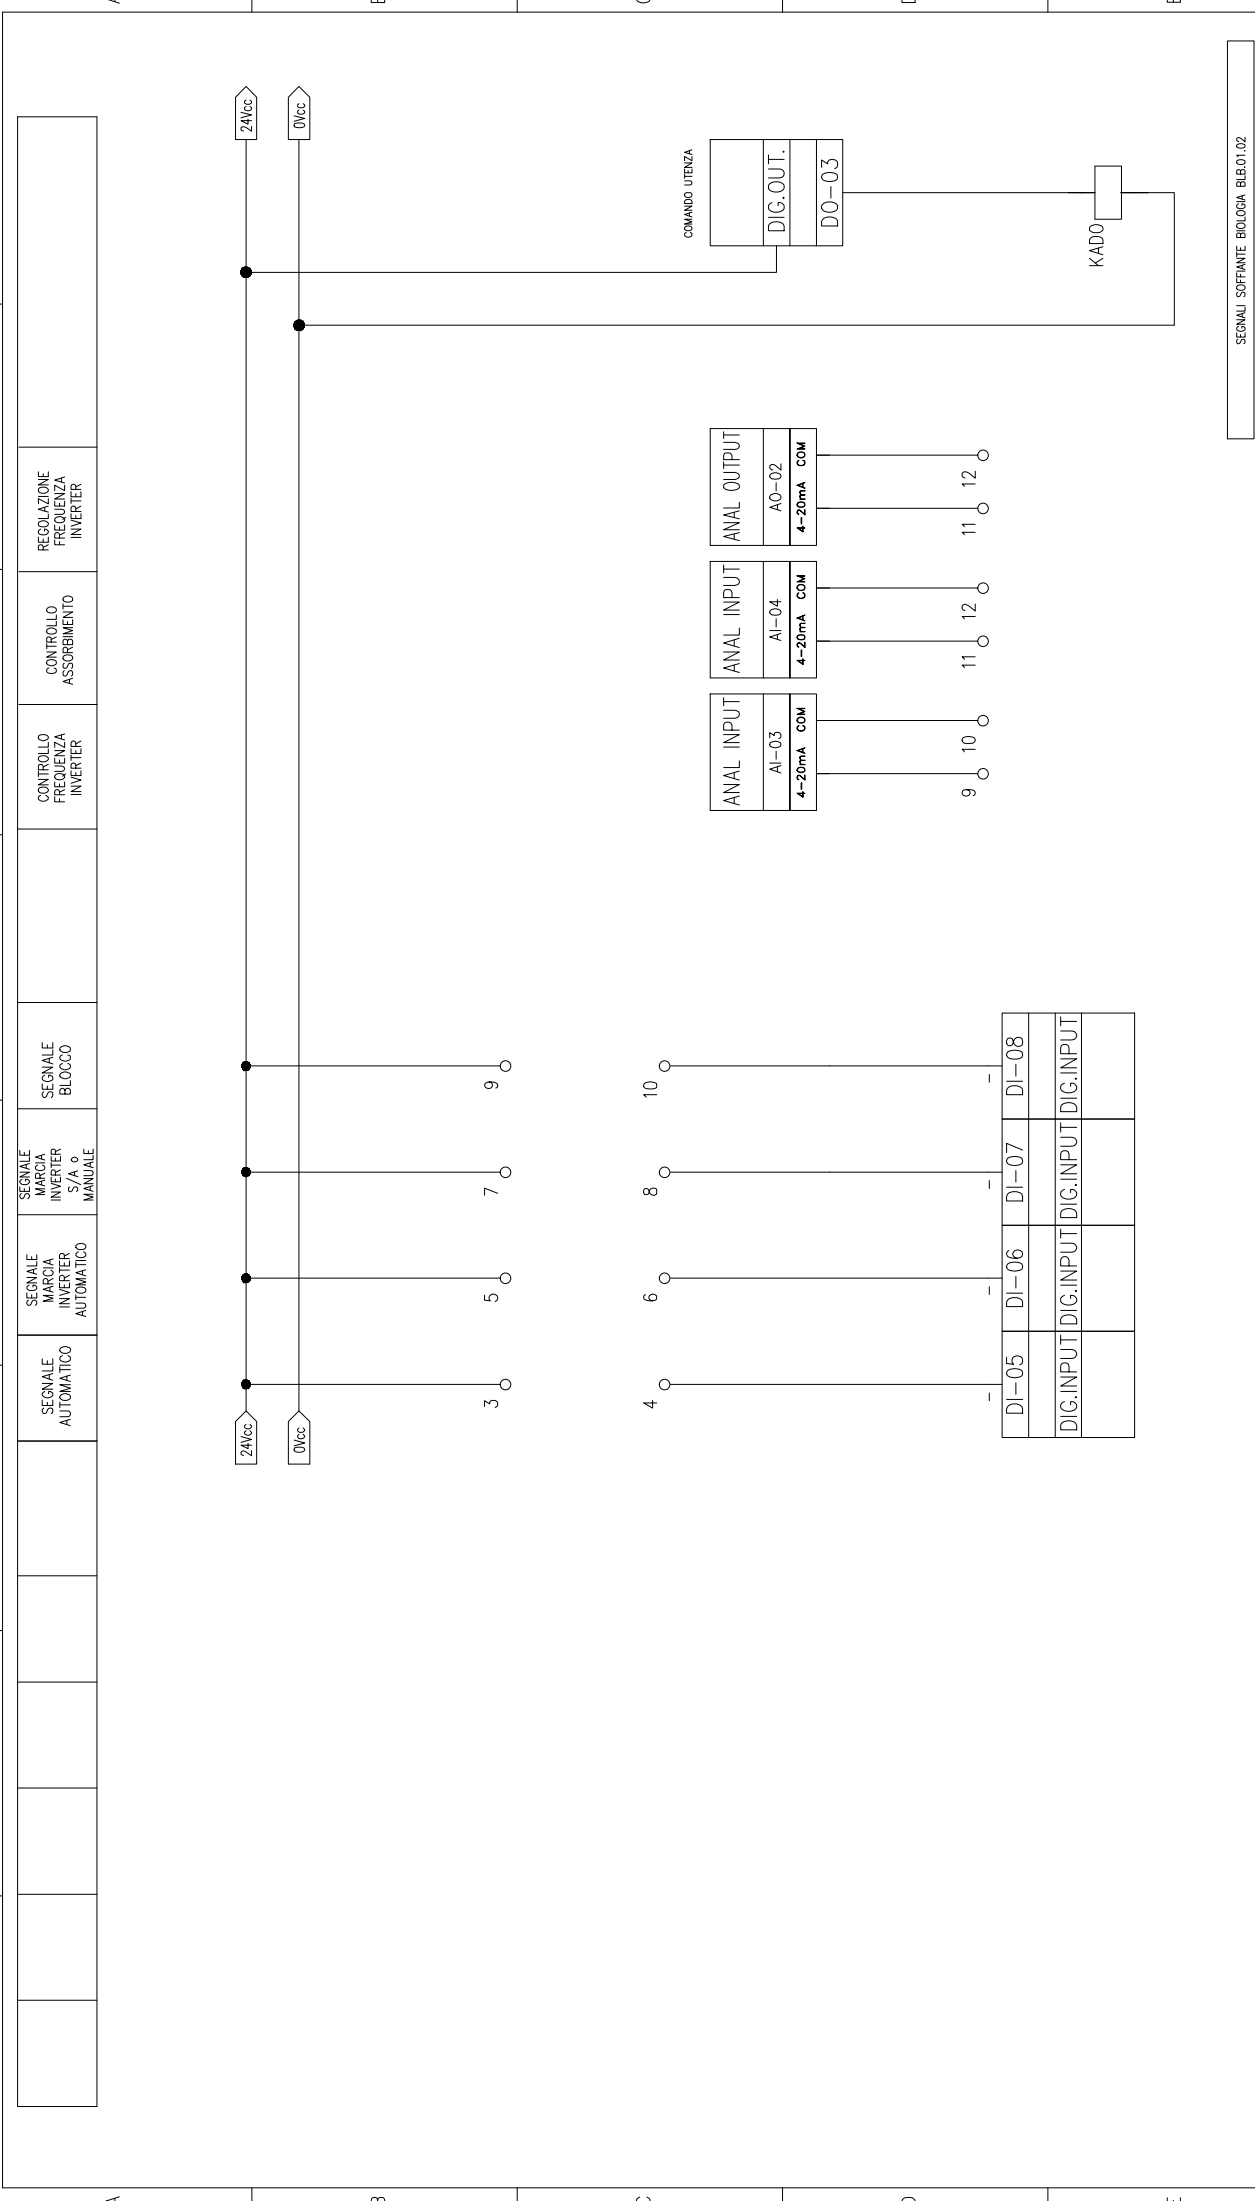 SEGNALE
AUTOMATICO
SEGNALE
MARCIA
INVERTER
AUTOMATICO
SEGNALE
MARCIA
INVERTER
S/A o
MANUALE
SEGNALE
BLOCCO
CONTROLLO
FREQUENZA
INVERTER
CONTROLLO
ASSORBIMENTO
REGOLAZIONE
FREQUENZA
INVERTER
24Vcc
24Vcc
0Vcc
0Vcc
3
5
7
9
4
6
8
10
DI-05
DI-06
DI-07
DI-08
DIG.INPUT
DIG.INPUT
DIG.INPUT
DIG.INPUT
ANAL INPUT
AI-03
4-20mA COM
9
10
ANAL INPUT
AI-04
4-20mA COM
11
12
ANAL OUTPUT
AO-02
4-20mA COM
11
12
COMANDO UTENZA
DIG.OUT.
DO-03
KADO
SEGNALI SOFFIANTE BIOLOGIA BLB.01.02